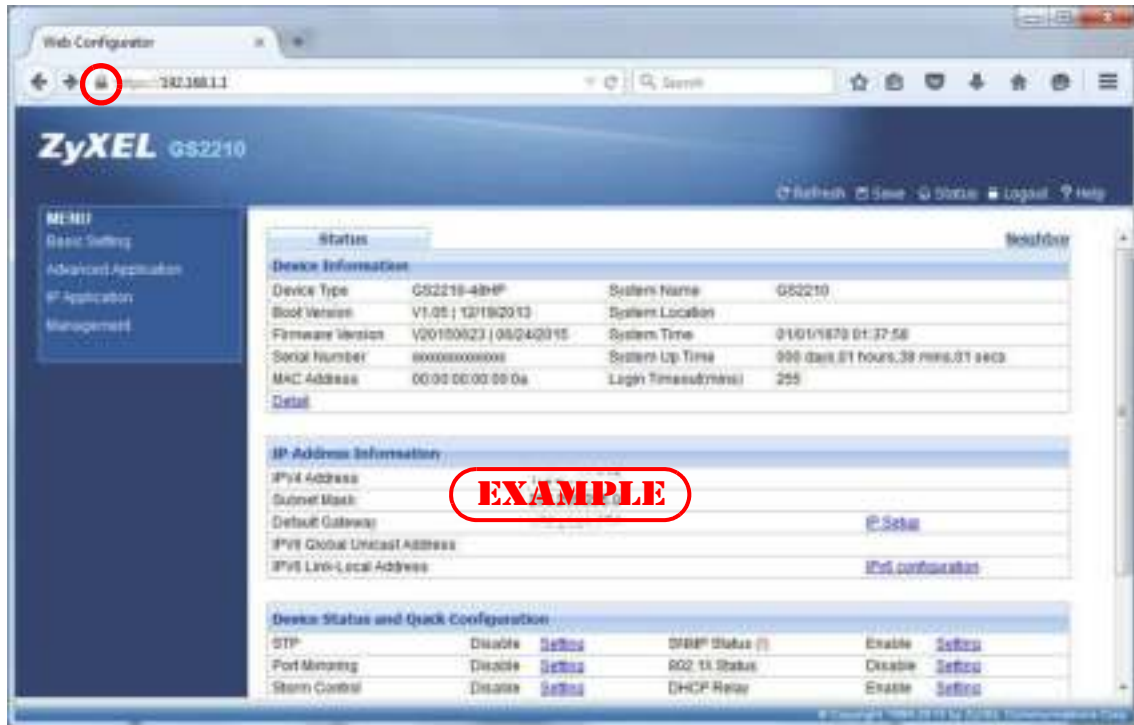 Web Configurator
https://192.168.1.1
Search
ZyXEL GS2210
Refresh Save Status Logout Help
MENU
Basic Setting
Advanced Application
IP Application
Management
Status
Neighbor
Device Information
Device Type GS2210-48HP System Name GS2210
Boot Version V1.05 | 12/18/2013 System Location
Firmware Version V20150623 | 06/24/2015 System Time 01/01/1970 01:37:58
Serial Number System Up Time 000 days,01 hours,38 mins,01 secs
MAC Address 00:00:00:00:00:0a Login Timeout(mins) 255
Detail
IP Address Information
IPV4 Address
Subnet Mask
EXAMPLE
Default Gateway IP Setup
IPV6 Global Unicast Address
IPV6 Link-Local Address IPv6 configuration
Device Status and Quick Configuration
STP Disable Setting SNMP Status Enable Setting
Port Mirroring Disable Setting 802.1X Status Disable Setting
Storm Control Disable Setting DHCP Relay Enable Setting